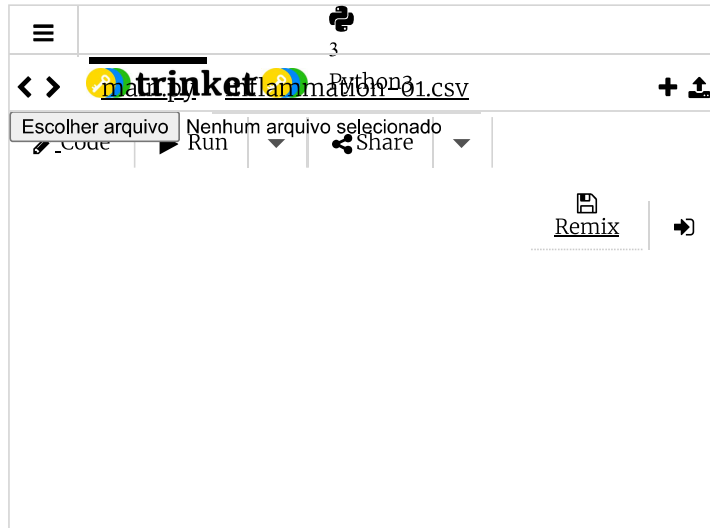 3
Python3
trinket
main.py inflammation-01.csv
Escolher arquivo Nenhum arquivo selecionado
Code Run Share
Remix